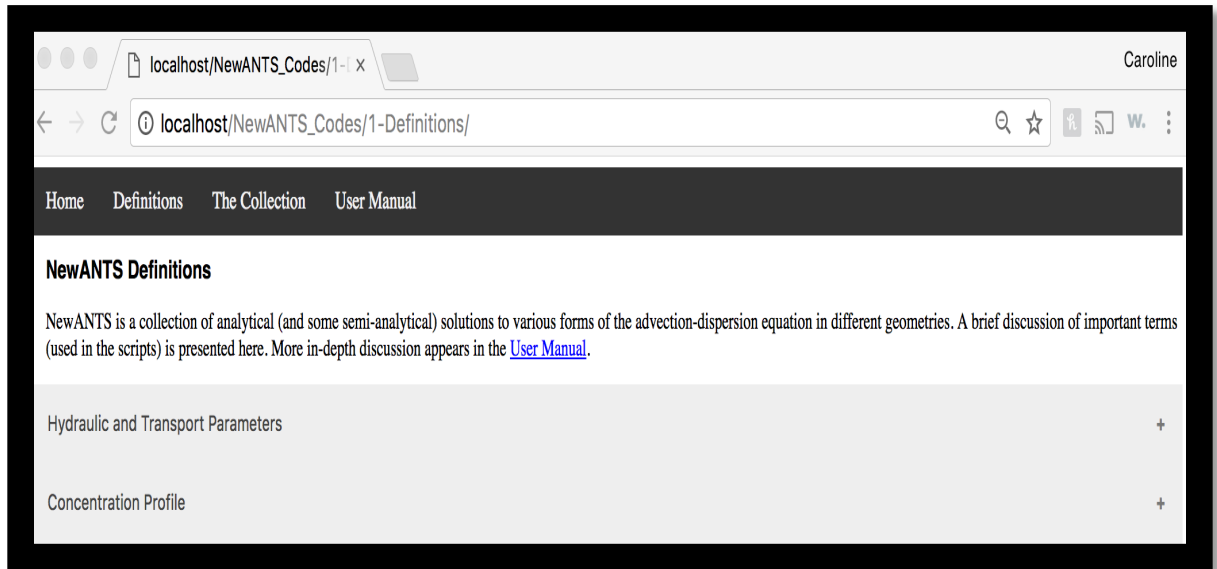 localhost/NewANTS_Codes/1-
Caroline
localhost/NewANTS_Codes/1-Definitions/
W.
Home Definitions The Collection User Manual
NewANTS Definitions
NewANTS is a collection of analytical (and some semi-analytical) solutions to various forms of the advection-dispersion equation in different geometries. A brief discussion of important terms
(used in the scripts) is presented here. More in-depth discussion appears in the User Manual.
Hydraulic and Transport Parameters +
Concentration Profile +